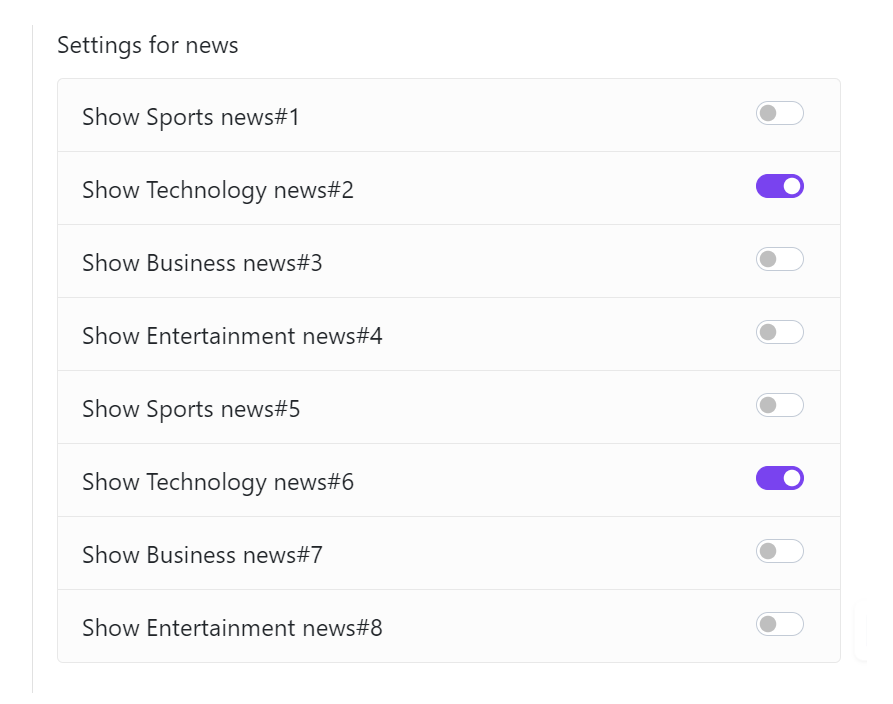 Settings for news
Show Sports news#1
Show Technology news#2
Show Business news#3
Show Entertainment news#4
Show Sports news#5
Show Technology news#6
Show Business news#7
Show Entertainment news#8